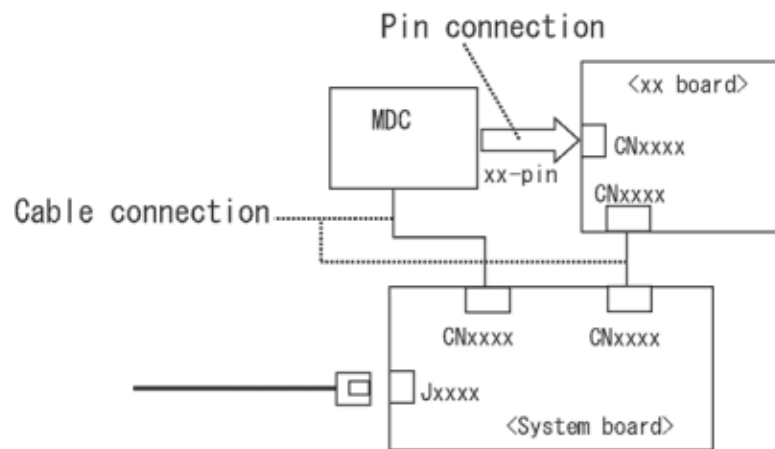 Pin connection
<xx board>
MDC
CNxxxx
xx-pin
CNxxxx
Cable connection
CNxxxx
CNxxxx
Jxxxx
<System board>